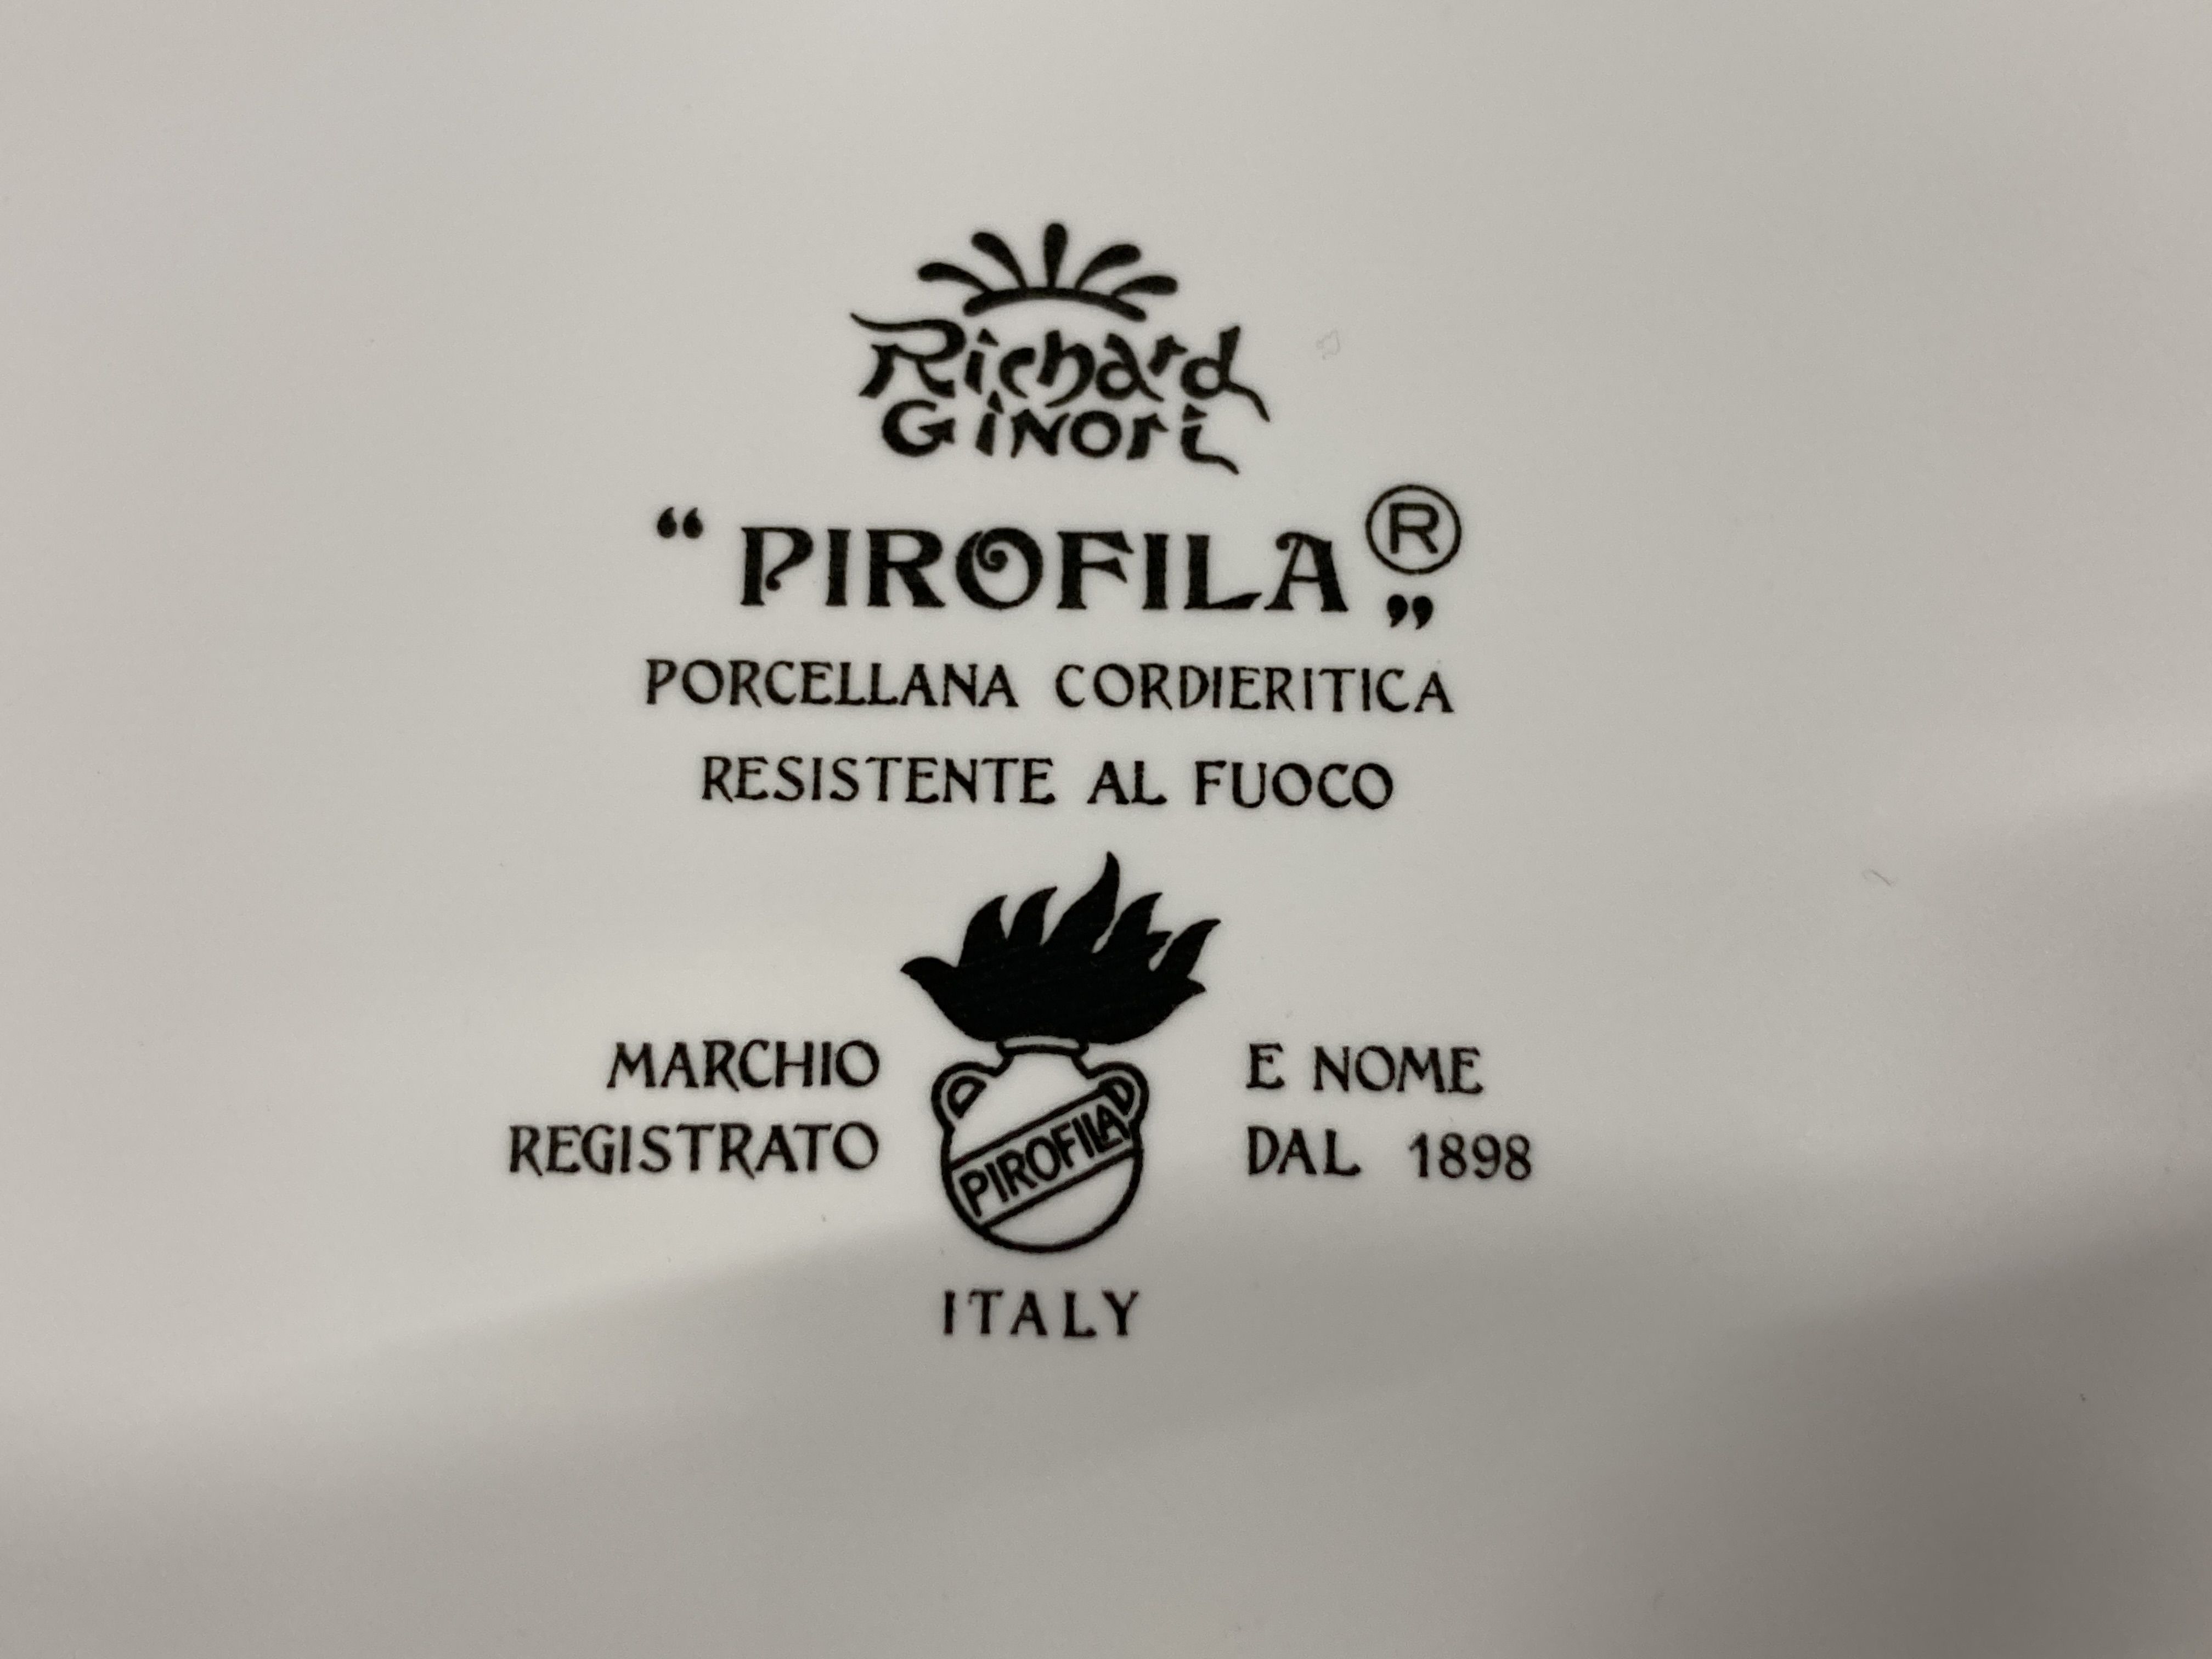 Richard
Ginori
“PIROFILA®”
PORCELLANA CORDIERITICA
RESISTENTE AL FUOCO
MARCHIO E NOME
REGISTRATO DAL 1898
PIROFILA
ITALY